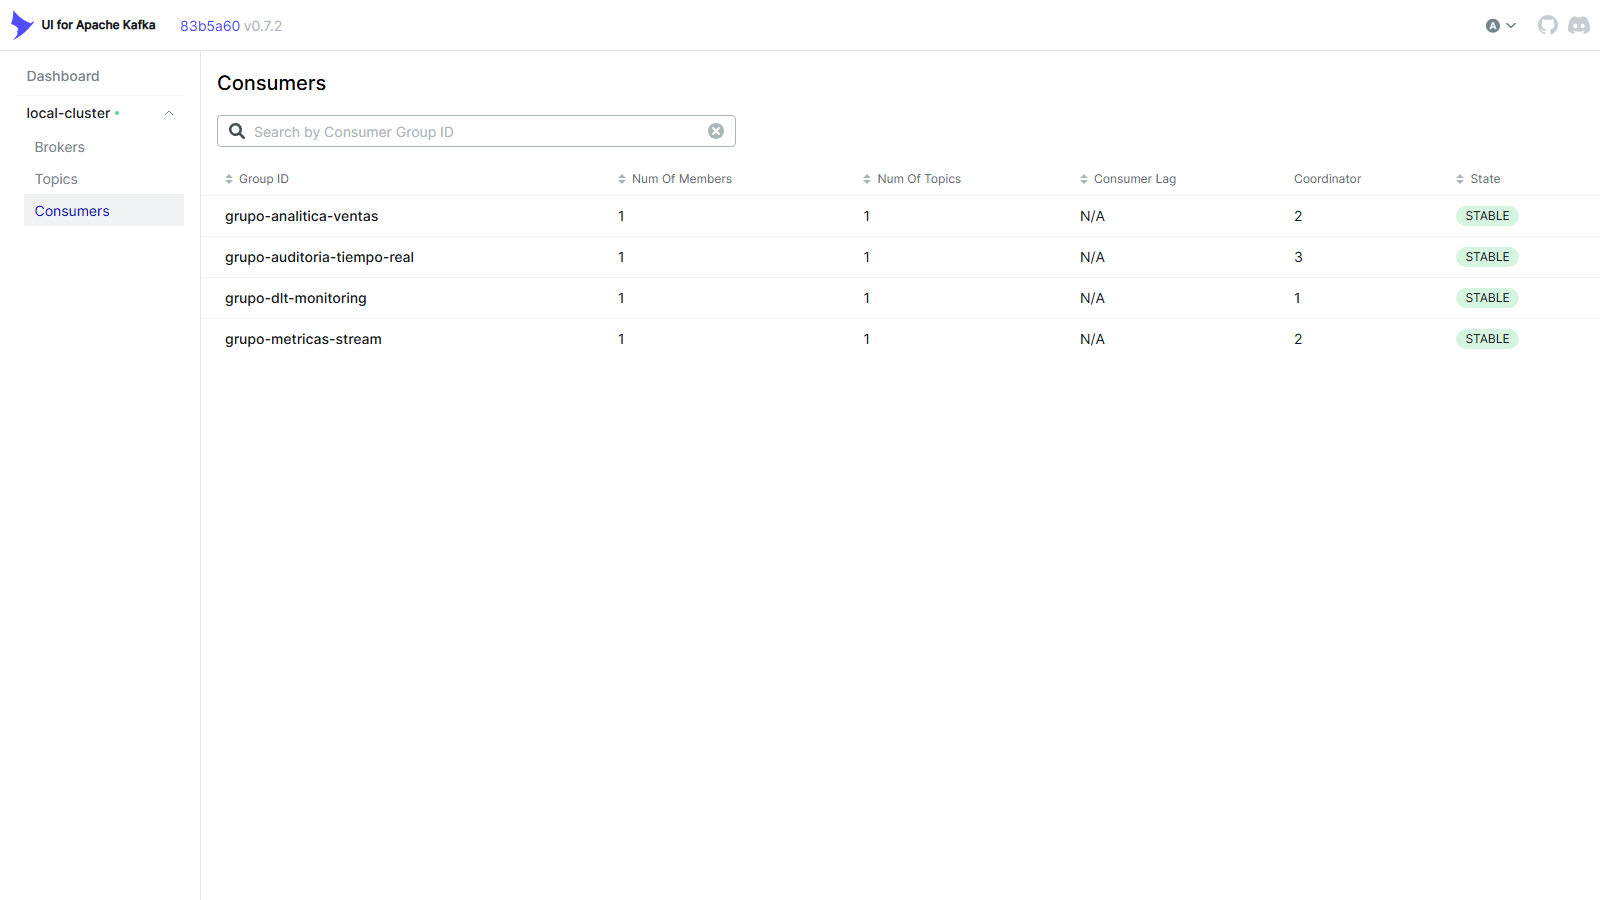 UI for Apache Kafka 83b5a60 v0.7.2 A
Dashboard
local-cluster
Brokers
Topics
Consumers
Consumers
Search by Consumer Group ID
Group ID Num Of Members Num Of Topics Consumer Lag Coordinator State
grupo-analitica-ventas 1 1 N/A 2 STABLE
grupo-auditoria-tiempo-real 1 1 N/A 3 STABLE
grupo-dlt-monitoring 1 1 N/A 1 STABLE
grupo-metricas-stream 1 1 N/A 2 STABLE